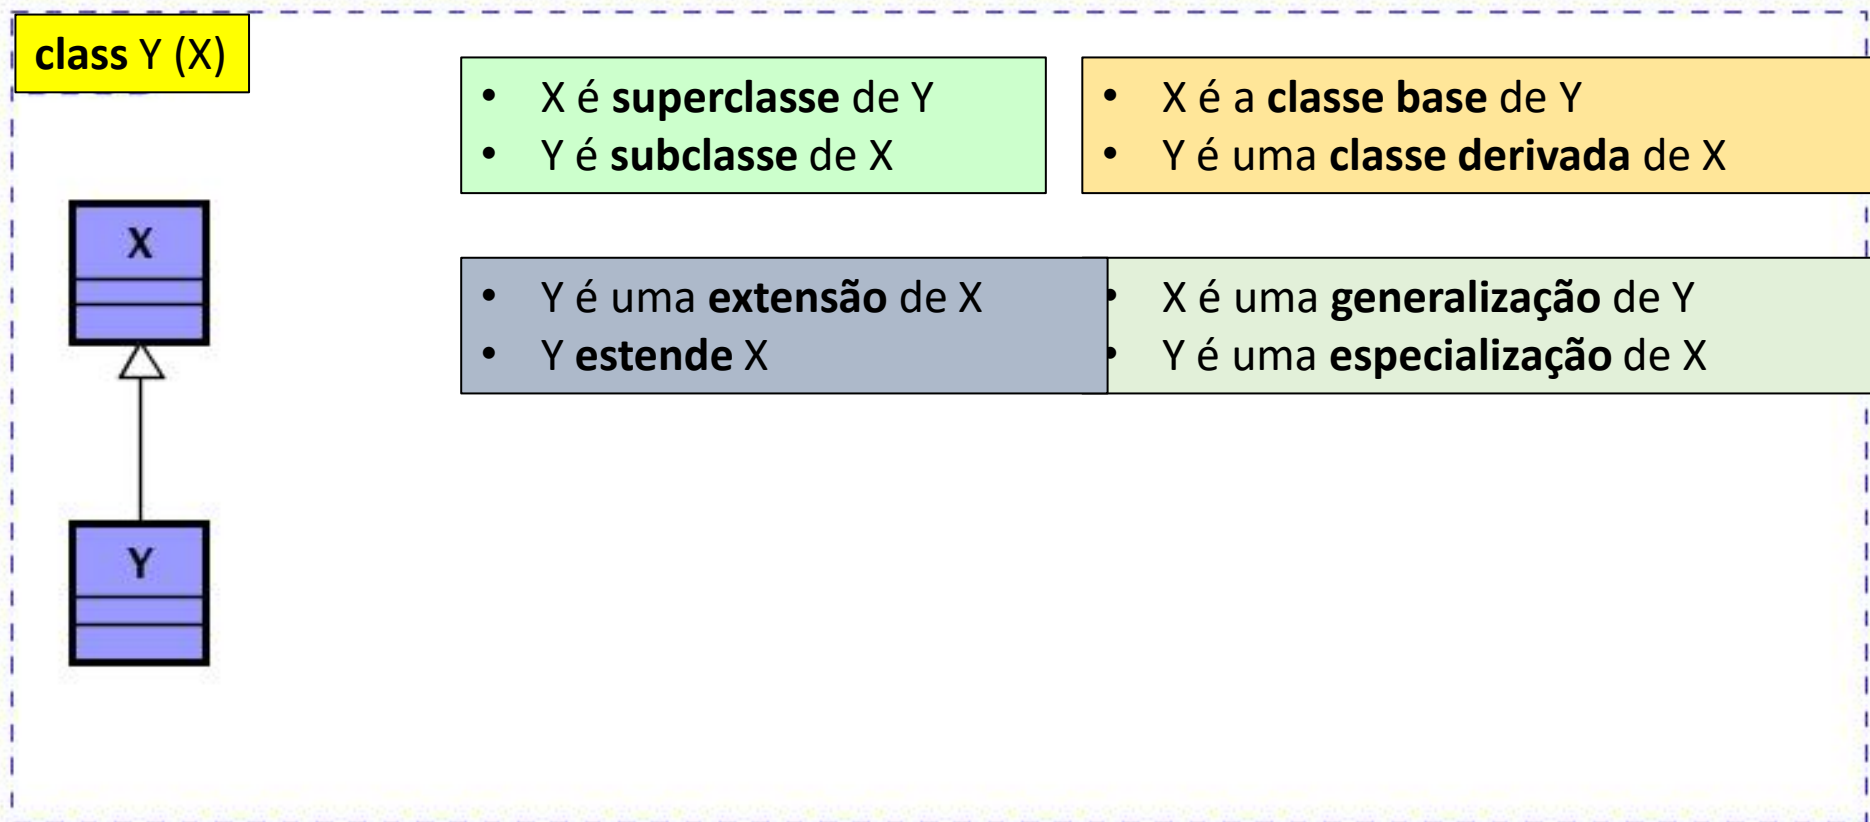 class Y (X)
• X é superclasse de Y
• Y é subclasse de X
• X é a classe base de Y
• Y é uma classe derivada de X
X
• Y é uma extensão de X
• Y estende X
• X é uma generalização de Y
• Y é uma especialização de X
Y